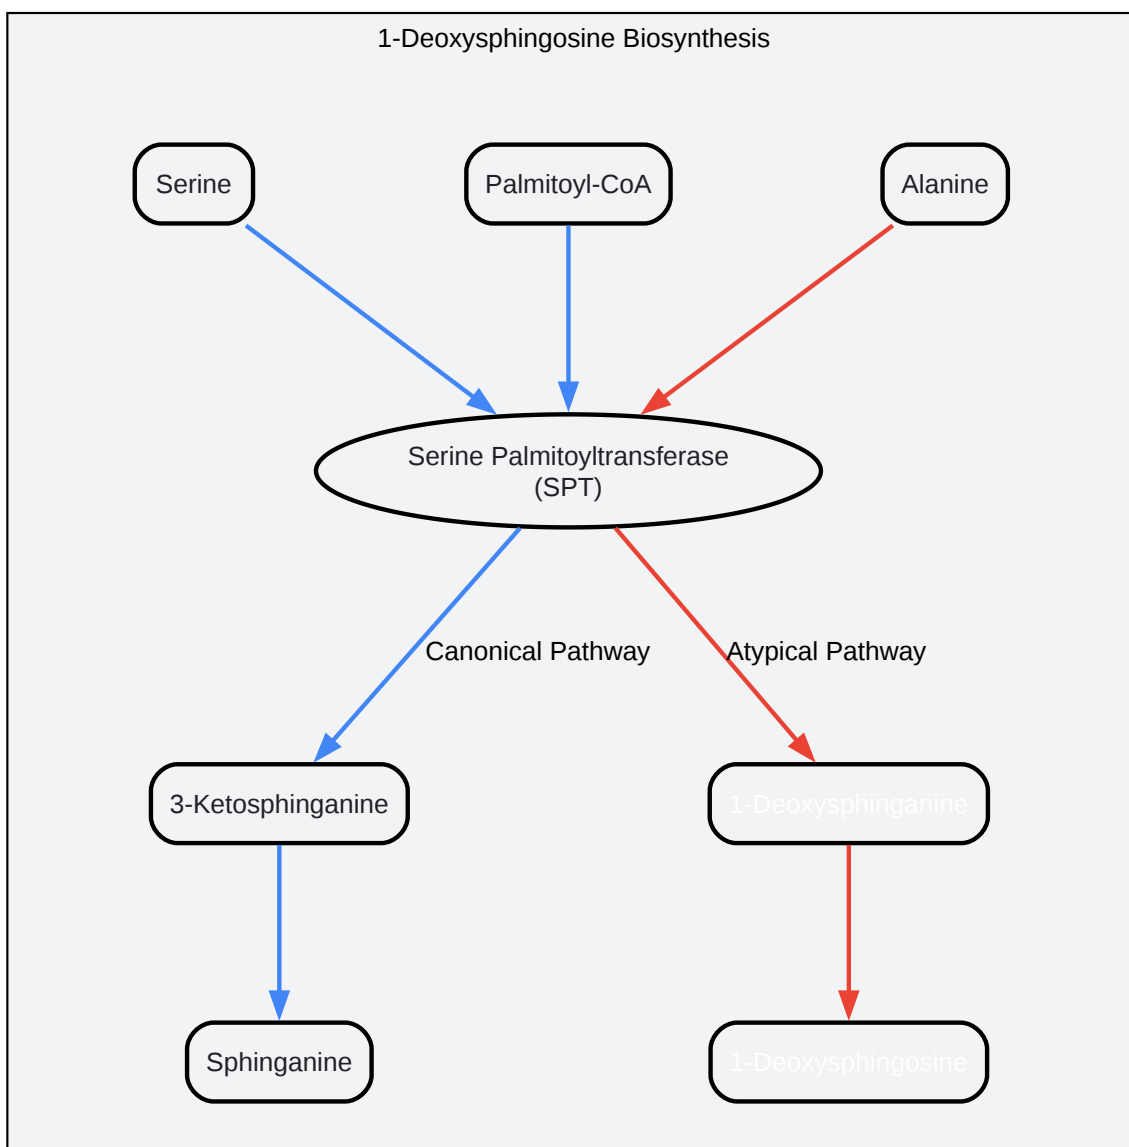 1-Deoxysphingosine Biosynthesis
Serine
Palmitoyl-CoA
Alanine
Serine Palmitoyltransferase
(SPT)
Canonical Pathway
Atypical Pathway
3-Ketosphinganine
1-Deoxysphinganine
Sphinganine
1-Deoxysphingosine